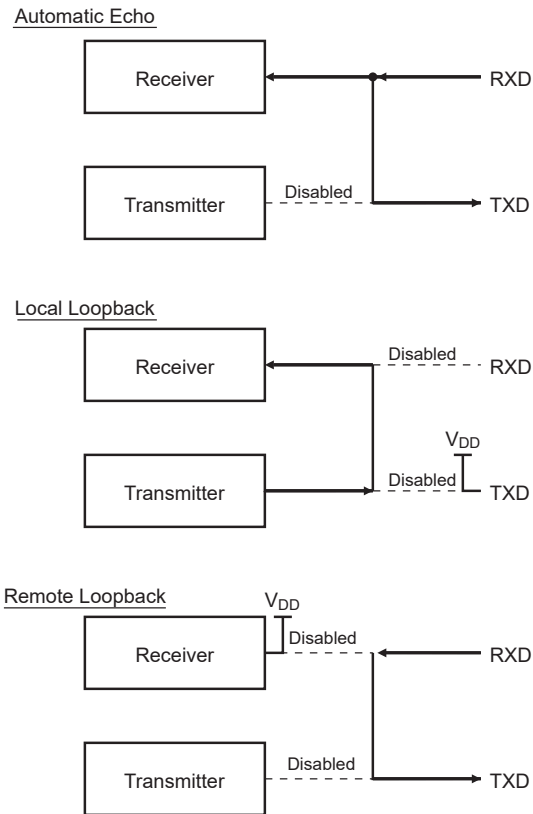 Automatic Echo
Receiver
RXD
Disabled
Transmitter
TXD
Local Loopback
Disabled
Receiver
RXD
VDD
Disabled
Transmitter
TXD
Remote Loopback
VDD
Disabled
Receiver
RXD
Disabled
Transmitter
TXD